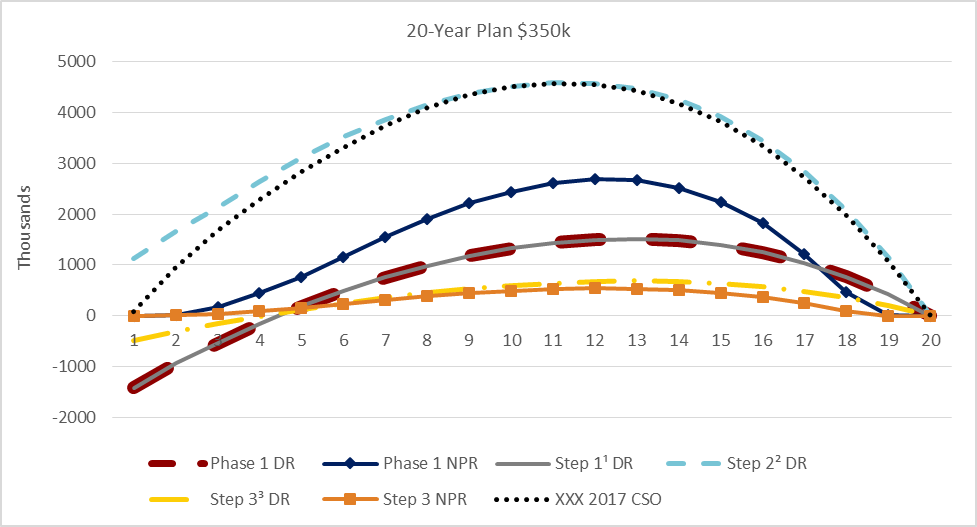 20-Year Plan $350k
5000
4000
3000
2000
1000
0
-1000
-2000
Thousands
1 2 3 4 5 6 7 8 9 10 11 12 13 14 15 16 17 18 19 20
Phase 1 DR Phase 1 NPR Step 1¹ DR Step 2² DR
Step 3³ DR Step 3 NPR XXX 2017 CSO